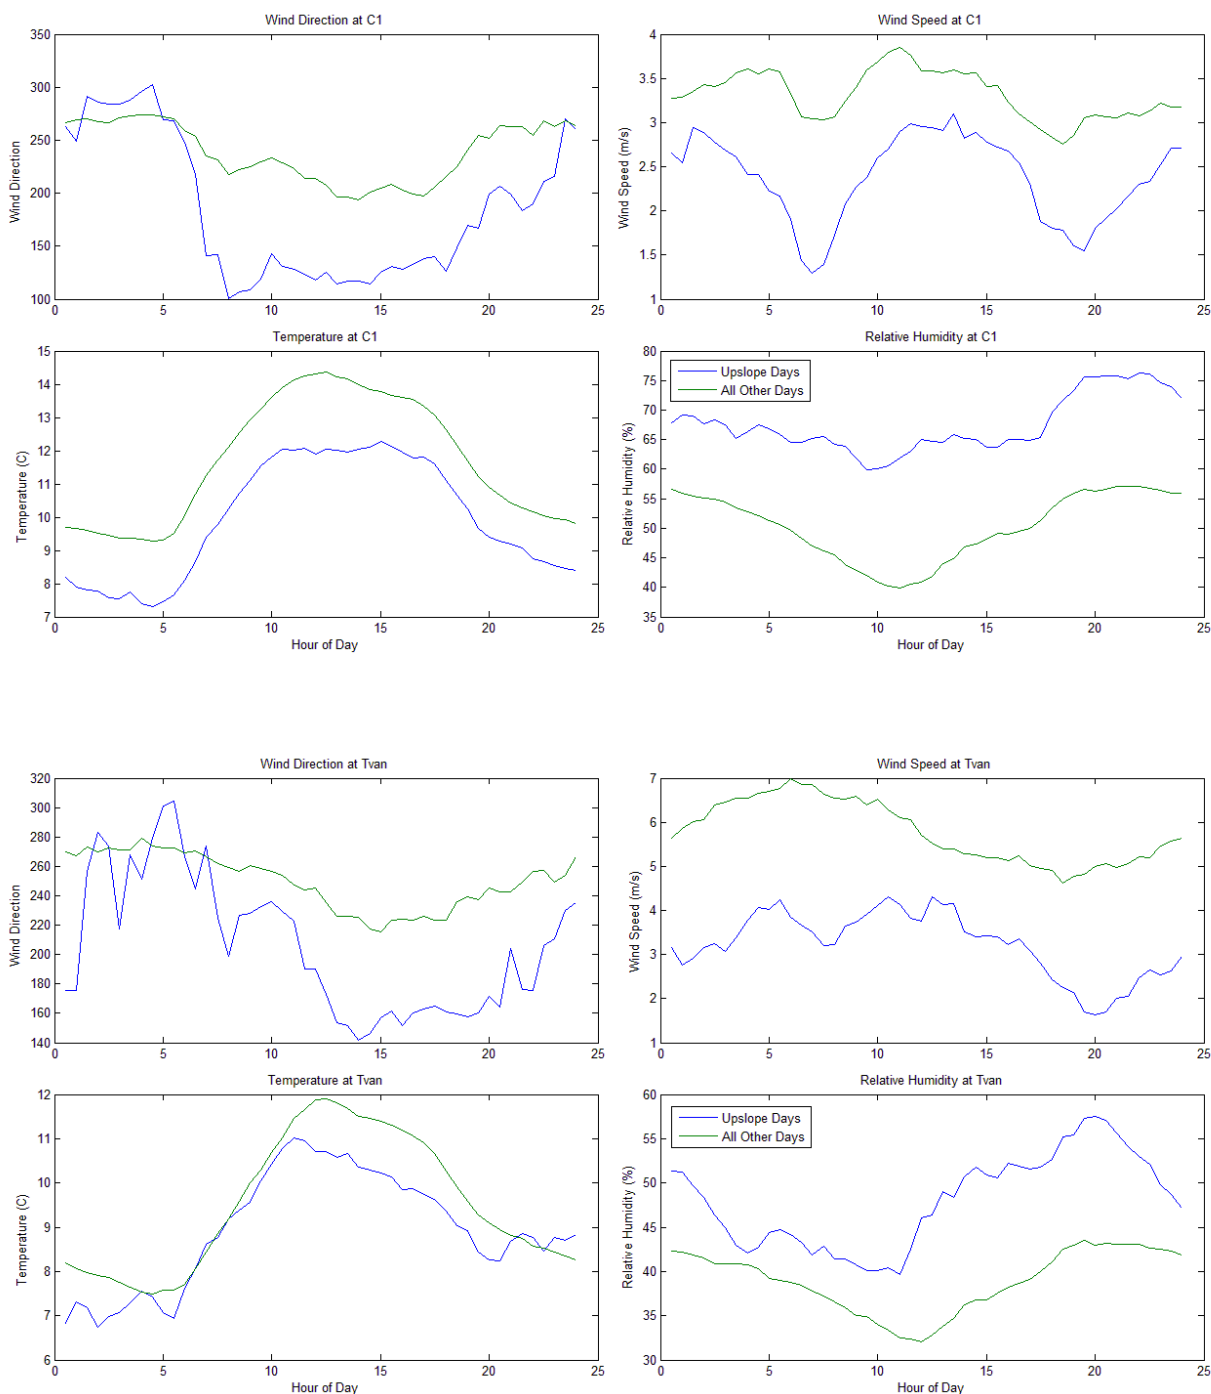 Wind Direction at C1
Wind Direction
350
300
250
200
150
100
0 5 10 15 20 25
Wind Speed at C1
Wind Speed (m/s)
4
3.5
3
2.5
2
1.5
1
0 5 10 15 20 25
Temperature at C1
Temperature (C)
15
14
13
12
11
10
9
8
7
0 5 10 15 20 25
Hour of Day
Relative Humidity at C1
Relative Humidity (%)
80
75
70
65
60
55
50
45
40
35
Upslope Days
All Other Days
0 5 10 15 20 25
Hour of Day
Wind Direction at Tvan
Wind Direction
320
300
280
260
240
220
200
180
160
140
0 5 10 15 20 25
Wind Speed at Tvan
Wind Speed (m/s)
7
6
5
4
3
2
1
0 5 10 15 20 25
Temperature at Tvan
Temperature (C)
12
11
10
9
8
7
6
0 5 10 15 20 25
Hour of Day
Relative Humidity at Tvan
Relative Humidity (%)
60
55
50
45
40
35
30
Upslope Days
All Other Days
0 5 10 15 20 25
Hour of Day